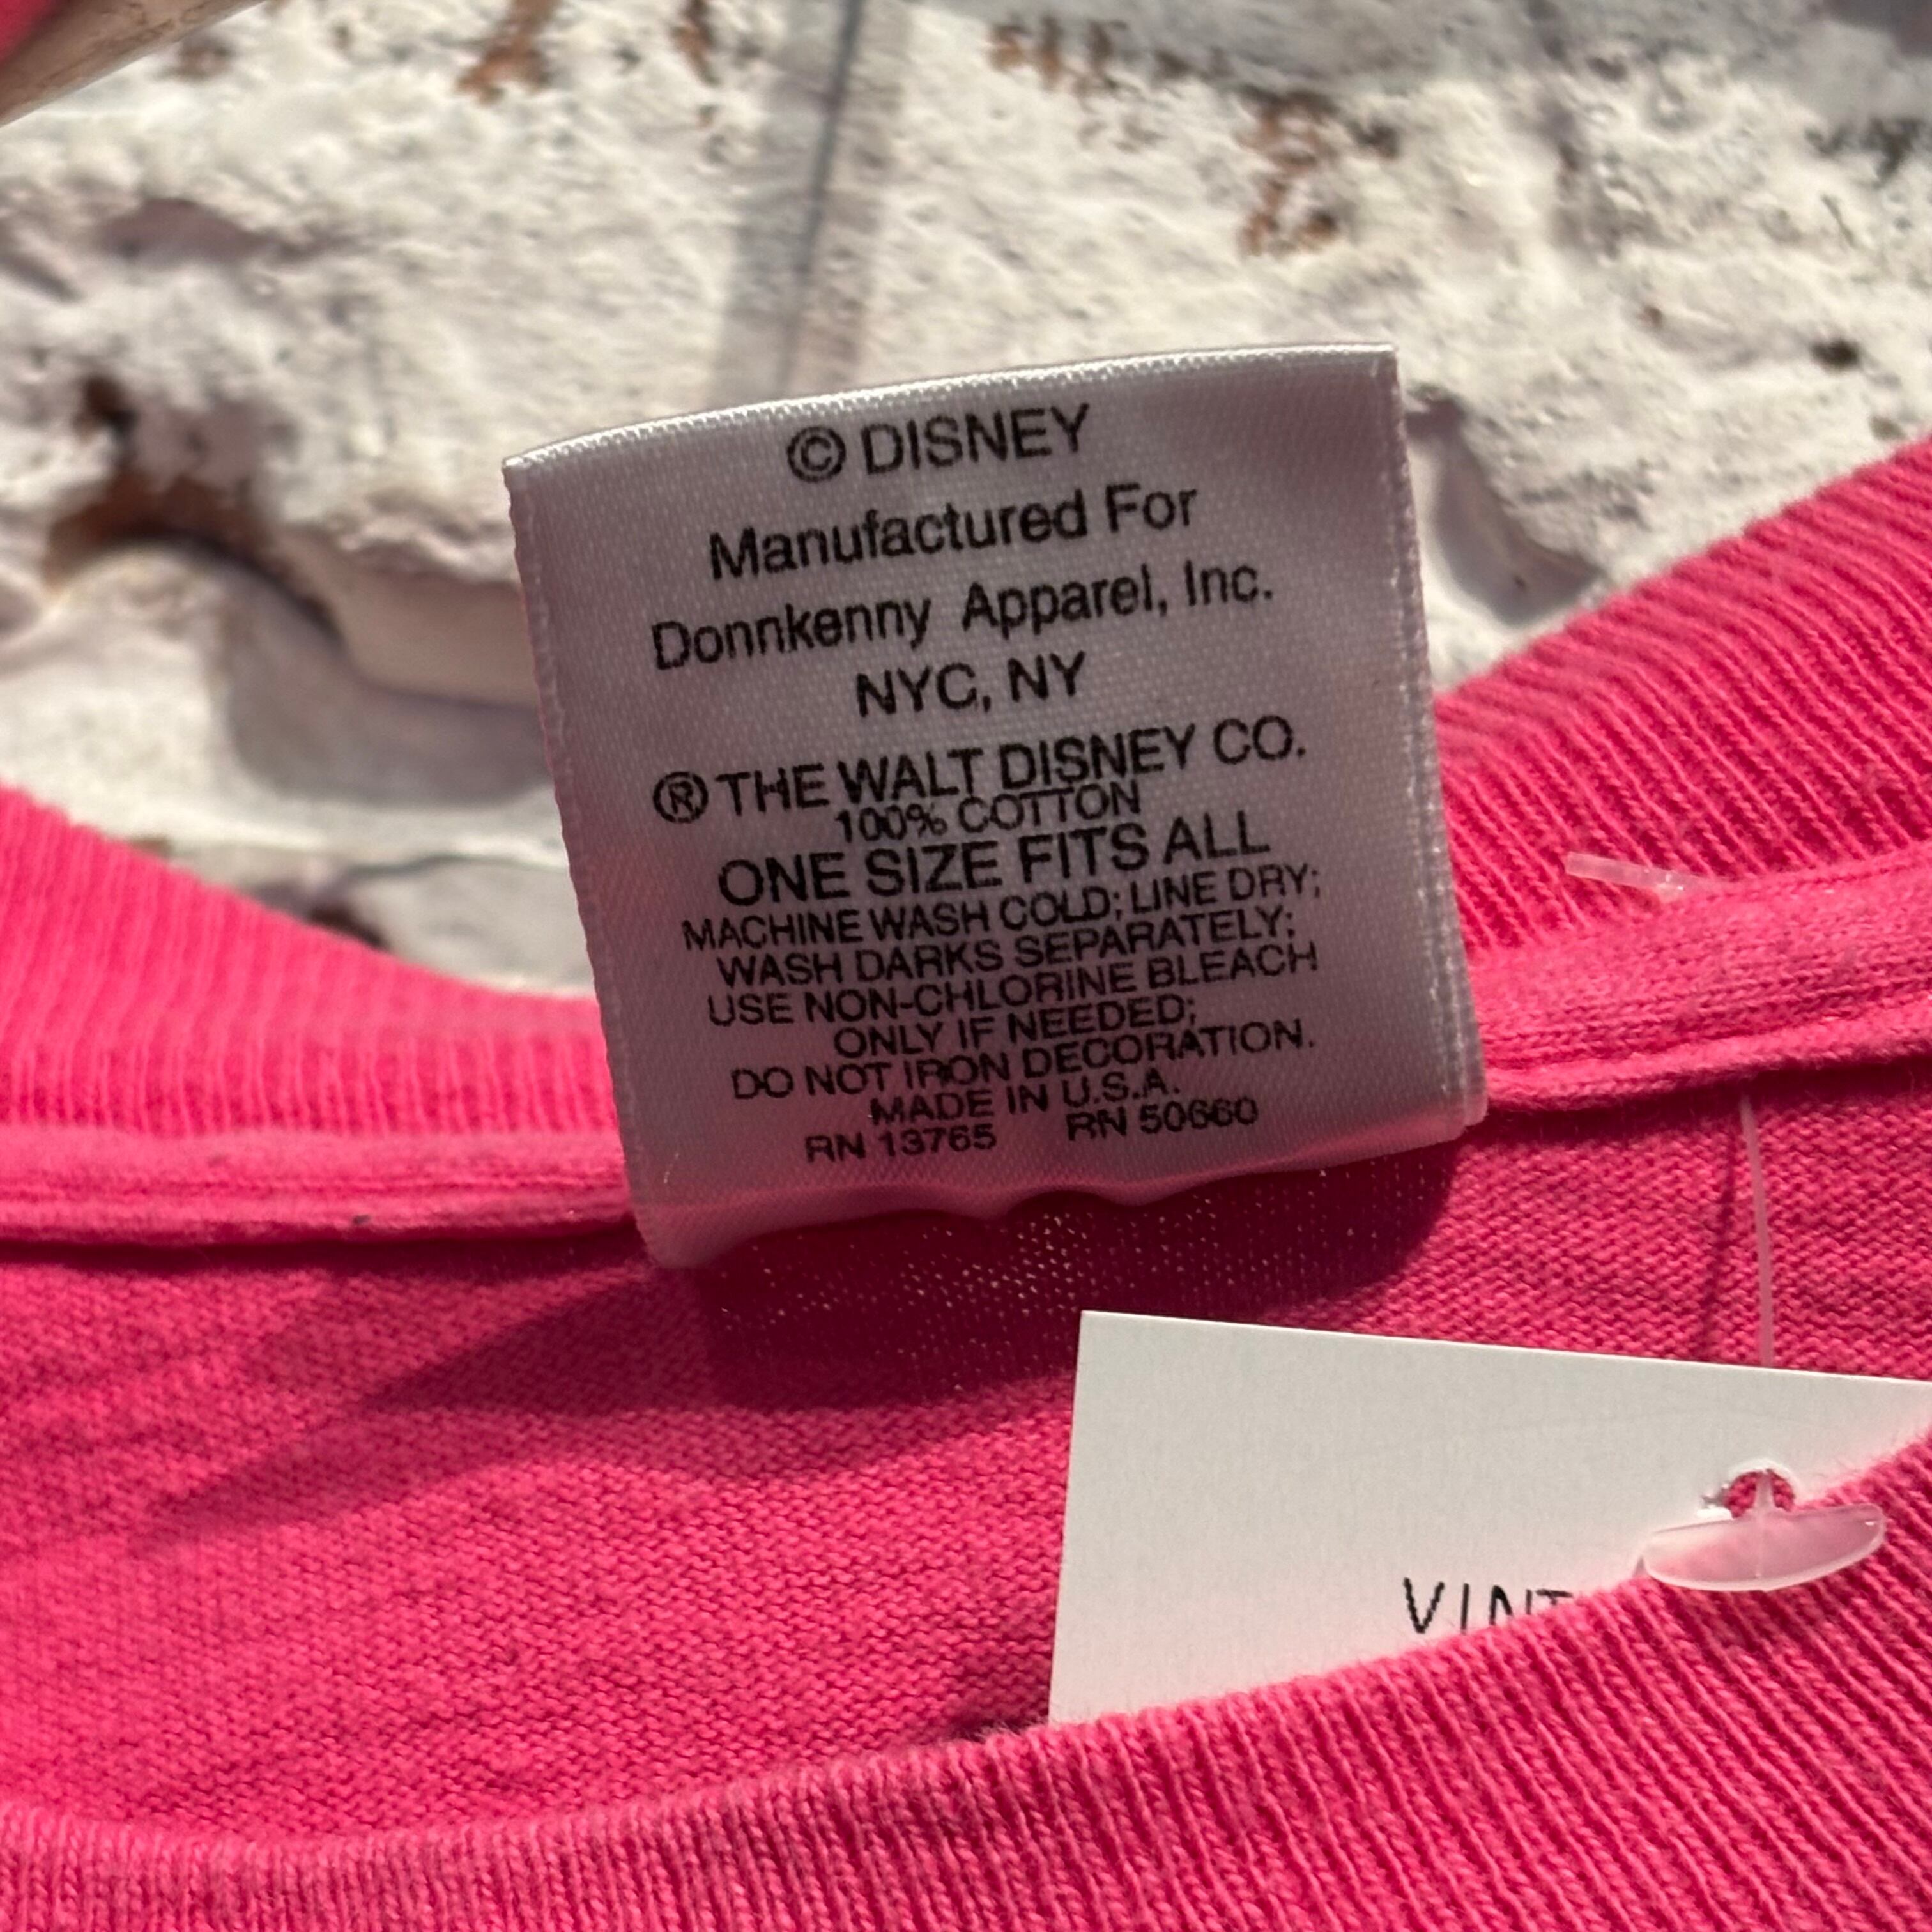 © DISNEY
Manufactured For
Donnkenny Apparel, Inc.
NYC, NY
® THE WALT DISNEY CO.
100% COTTON
ONE SIZE FITS ALL
MACHINE WASH COLD; LINE DRY;
WASH DARKS SEPARATELY;
USE NON-CHLORINE BLEACH
ONLY IF NEEDED;
DO NOT IRON DECORATION.
MADE IN U.S.A.
RN 13765 RN 50660